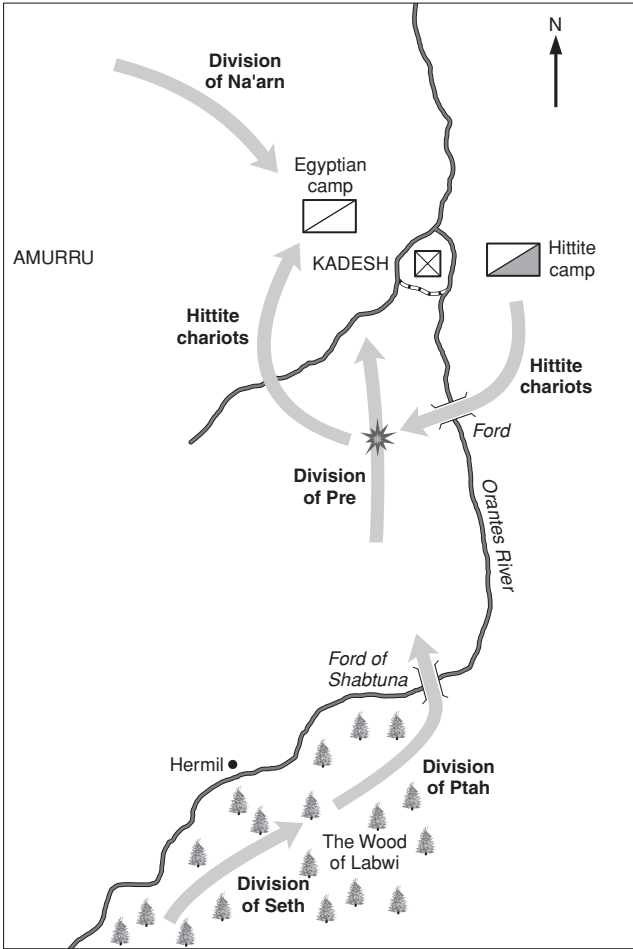 Division
of Na'arn
N
Egyptian
camp
AMURRU
KADESH
Hittite
camp
Hittite
chariots
Hittite
chariots
Ford
Division
of Pre
Orantes River
Ford of
Shabtuna
Hermil
Division
of Ptah
The Wood
of Labwi
Division
of Seth